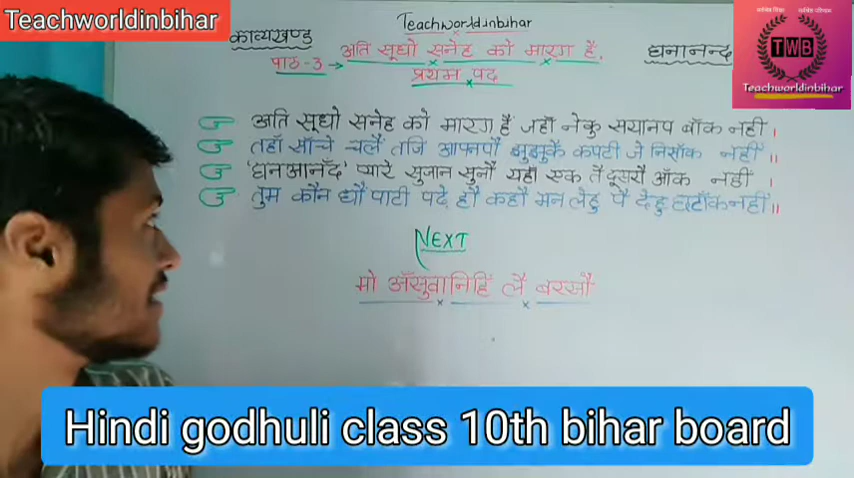 Teachworldinbihar
Teachworldinbihar
काव्यखण्ड
पाठ-3 → अति सूधो सनेह को मारग है,
घनानन्द
प्रथम पद
TWB
Teachworldinbihar
अति सूधो सनेह को मारग है जहाँ नेकु सयानप बाँक नहीं ।
तहाँ साँचे चलैं तजि आपनपौ झुझुकै कपटी जे निसाँक नहीं ॥
'घनआनँद' प्यारे सुजान सुनौ यहाँ एक तैं दूसरौ आँक नहीं ।
तुम कौन धौं पाटी पढ़े हौ कहौ मन लेहु पै देहु छटाँक नहीं ॥
NEXT
मो अँसुवानिहिं लै बरसौ
Hindi godhuli class 10th bihar board